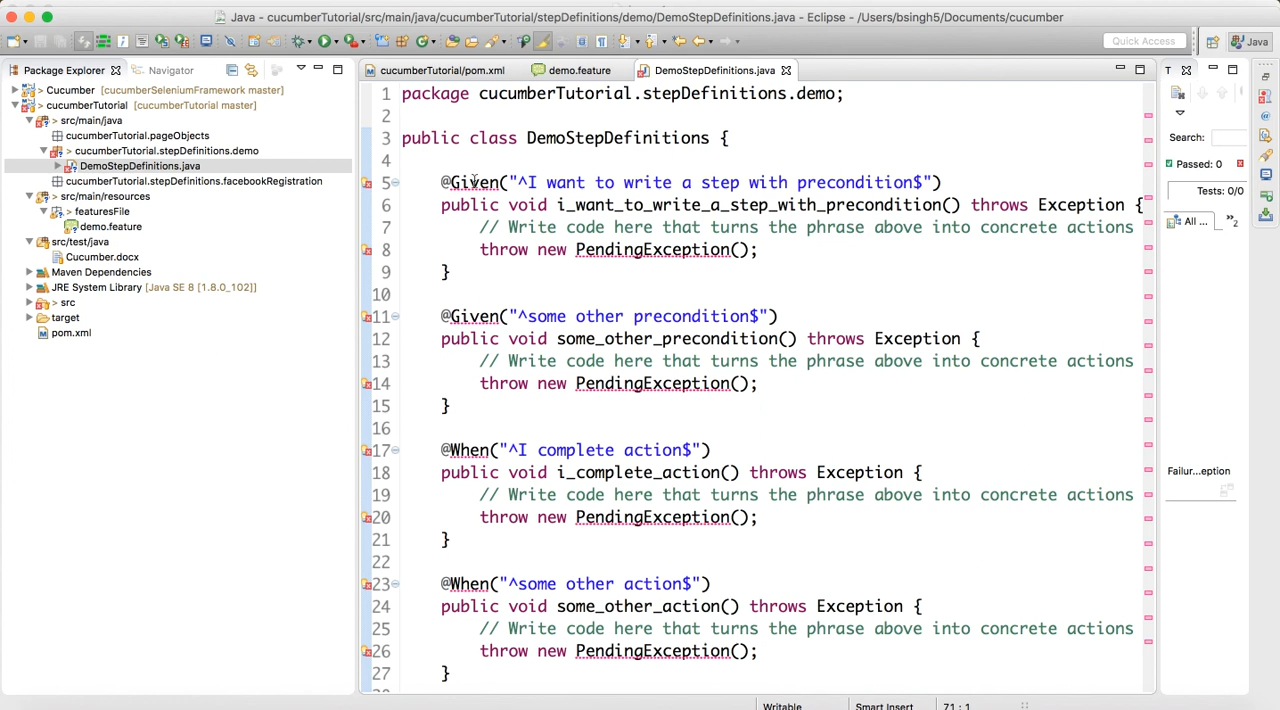 Java - cucumberTutorial/src/main/java/cucumberTutorial/stepDefinitions/demo/DemoStepDefinitions.java - Eclipse - /Users/bsingh5/Documents/cucumber
Quick Access
Java
Package Explorer
Navigator
Cucumber [cucumberSeleniumFramework master]
cucumberTutorial [cucumberTutorial master]
src/main/java
cucumberTutorial.pageObjects
cucumberTutorial.stepDefinitions.demo
DemoStepDefinitions.java
cucumberTutorial.stepDefinitions.facebookRegistration
src/main/resources
featuresFile
demo.feature
src/test/java
Cucumber.docx
Maven Dependencies
JRE System Library [Java SE 8 [1.8.0_102]]
src
target
pom.xml
cucumberTutorial/pom.xml
demo.feature
DemoStepDefinitions.java
1 package cucumberTutorial.stepDefinitions.demo;
2
3 public class DemoStepDefinitions {
4
5 @Given("^I want to write a step with precondition$")
6 public void i_want_to_write_a_step_with_precondition() throws Exception {
7 // Write code here that turns the phrase above into concrete actions
8 throw new PendingException();
9 }
10
11 @Given("^some other precondition$")
12 public void some_other_precondition() throws Exception {
13 // Write code here that turns the phrase above into concrete actions
14 throw new PendingException();
15 }
16
17 @When("^I complete action$")
18 public void i_complete_action() throws Exception {
19 // Write code here that turns the phrase above into concrete actions
20 throw new PendingException();
21 }
22
23 @When("^some other action$")
24 public void some_other_action() throws Exception {
25 // Write code here that turns the phrase above into concrete actions
26 throw new PendingException();
27 }
T
Search:
Passed: 0
Tests: 0/0
All ...
»2
Failur...eption
Writable
Smart Insert
71 : 1